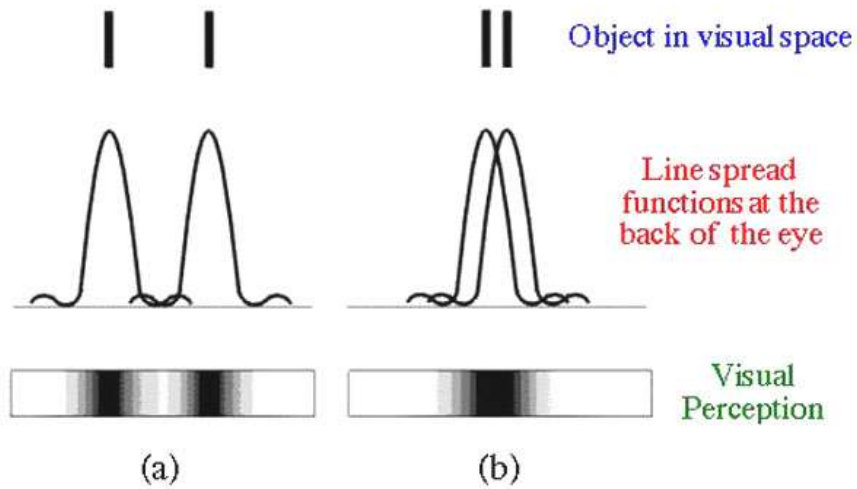 Object in visual space
Line spread
functions at the
back of the eye
Visual
Perception
(a)
(b)